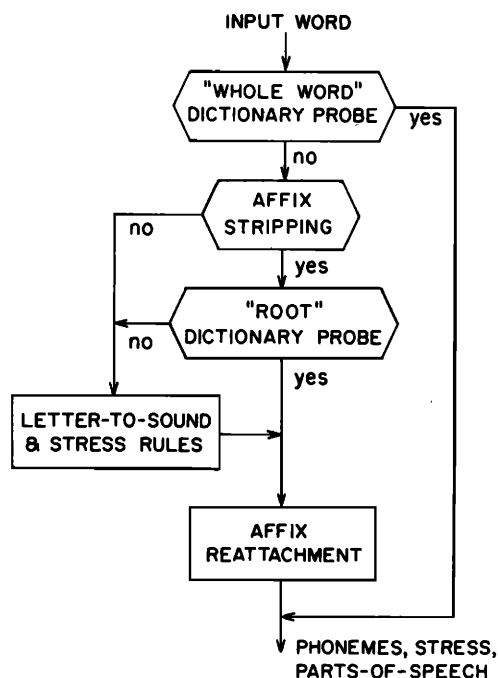 INPUT WORD
"WHOLE WORD"
DICTIONARY PROBE
yes
no
AFFIX
STRIPPING
no
yes
"ROOT"
DICTIONARY PROBE
no
yes
LETTER-TO-SOUND
& STRESS RULES
AFFIX
REATTACHMENT
PHONEMES, STRESS,
PARTS-OF-SPEECH